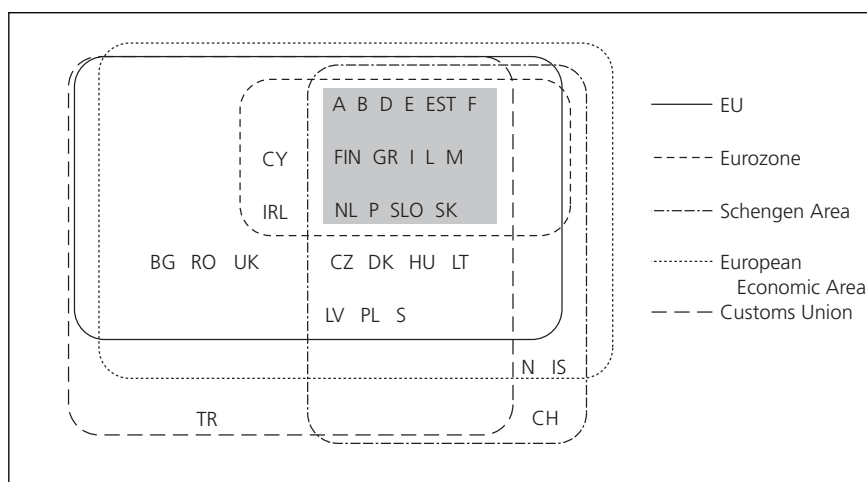 A B D E EST F
CY FIN GR I L M
IRL NL P SLO SK
BG RO UK CZ DK HU LT
LV PL S
N IS
TR CH
EU
Eurozone
Schengen Area
European
Economic Area
Customs Union